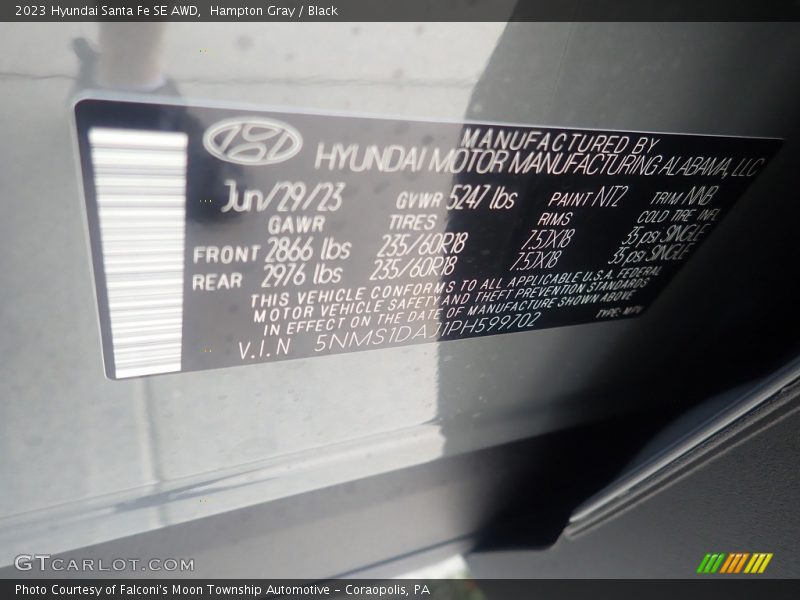 2023 Hyundai Santa Fe SE AWD, Hampton Gray / Black
MANUFACTURED BY
HYUNDAI MOTOR MANUFACTURING ALABAMA, LLC
Jun/29/23 GVWR 5247 lbs PAINT NT2 TRIM NNB
GAWR TIRES RIMS COLD TIRE INFL
FRONT 2866 lbs 235/60R18 7.5JX18 35 psi SINGLE
REAR 2976 lbs 235/60R18 7.5JX18 35 psi SINGLE
THIS VEHICLE CONFORMS TO ALL APPLICABLE U.S.A. FEDERAL
MOTOR VEHICLE SAFETY AND THEFT PREVENTION STANDARDS
IN EFFECT ON THE DATE OF MANUFACTURE SHOWN ABOVE
V.I.N 5NMS1DAJ1PH599702 TYPE: MPV
GTCARLOT.COM
Photo Courtesy of Falconi's Moon Township Automotive - Coraopolis, PA